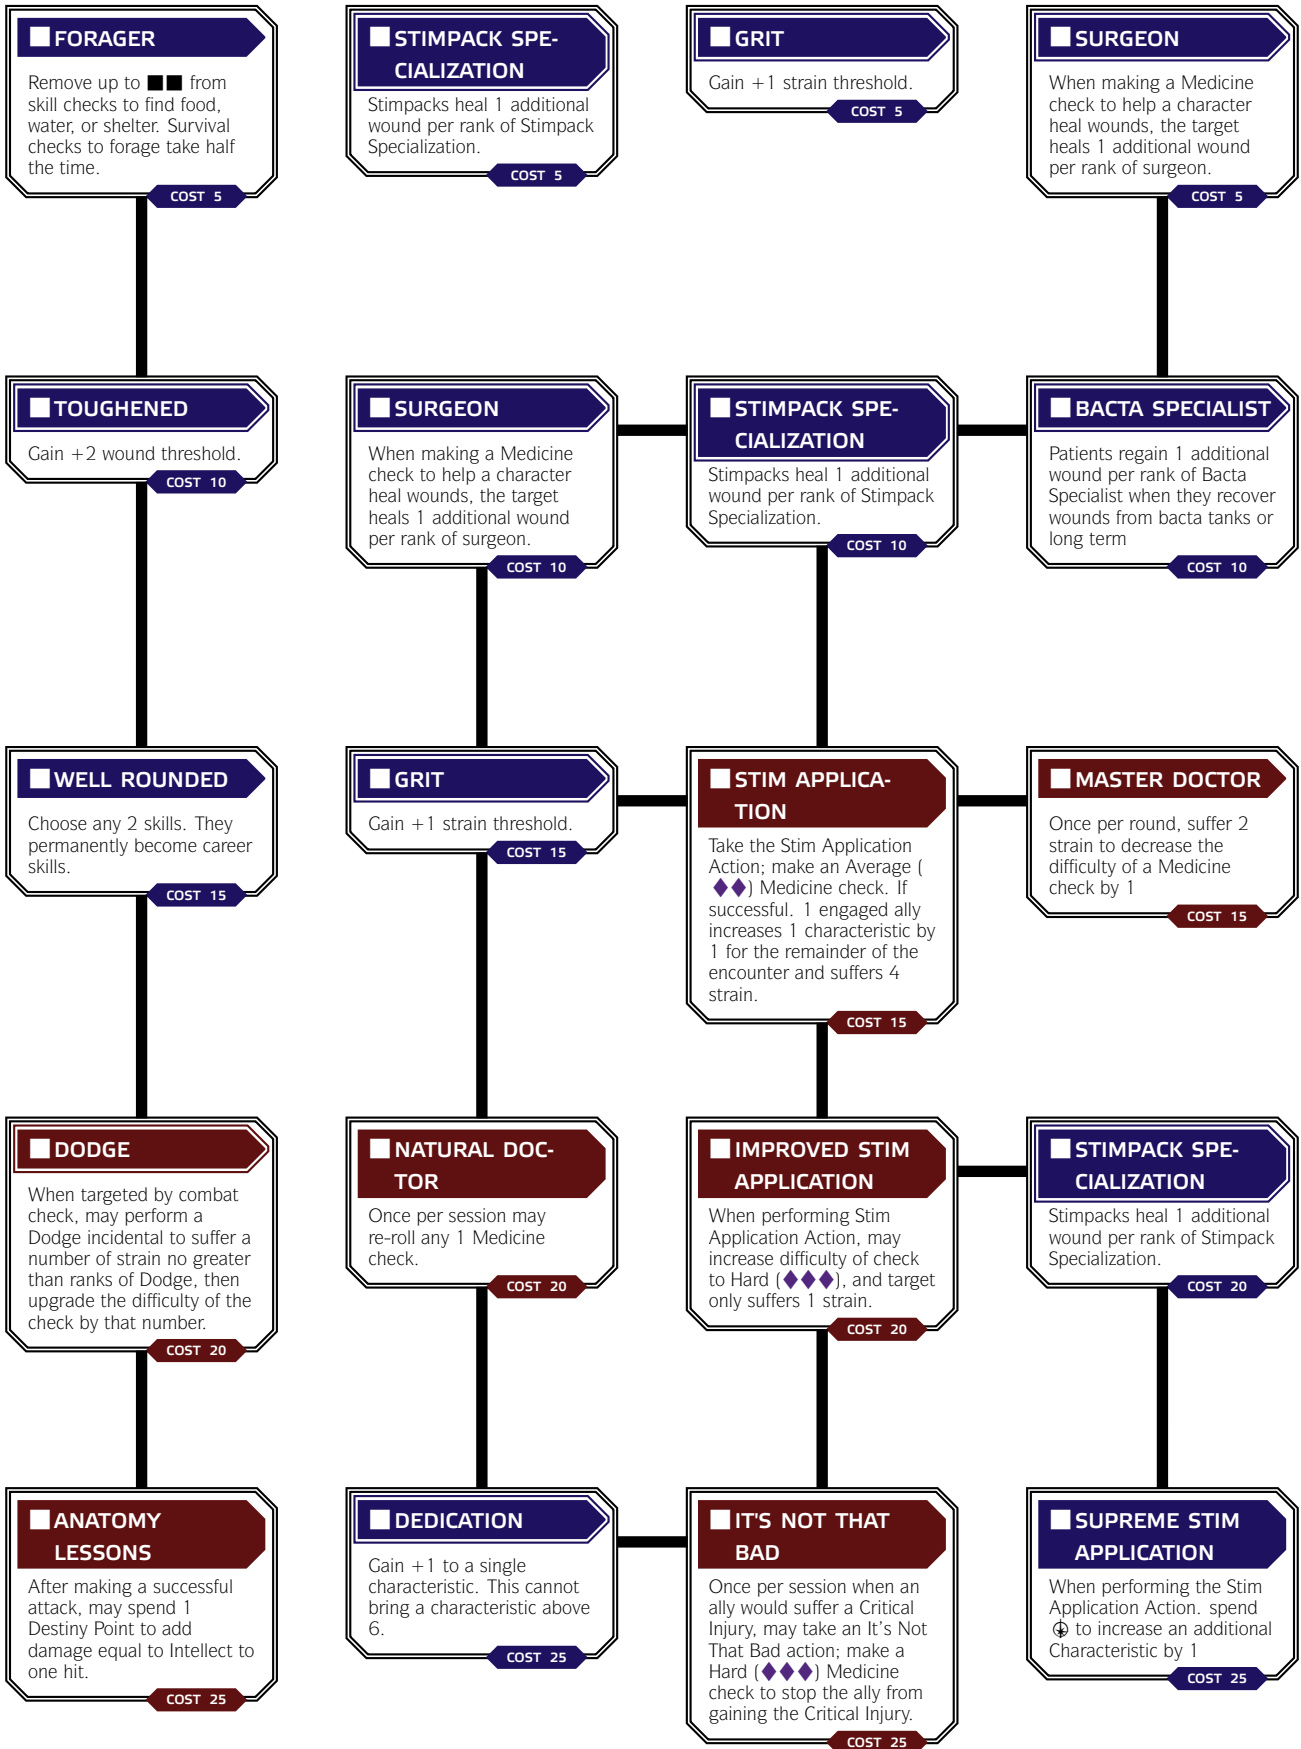 FORAGER
Remove up to ■■ from
skill checks to find food,
water, or shelter. Survival
checks to forage take half
the time.
COST 5
STIMPACK SPE-
CIALIZATION
Stimpacks heal 1 additional
wound per rank of Stimpack
Specialization.
COST 5
GRIT
Gain +1 strain threshold.
COST 5
SURGEON
When making a Medicine
check to help a character
heal wounds, the target
heals 1 additional wound
per rank of surgeon.
COST 5
TOUGHENED
Gain +2 wound threshold.
COST 10
SURGEON
When making a Medicine
check to help a character
heal wounds, the target
heals 1 additional wound
per rank of surgeon.
COST 10
STIMPACK SPE-
CIALIZATION
Stimpacks heal 1 additional
wound per rank of Stimpack
Specialization.
COST 10
BACTA SPECIALIST
Patients regain 1 additional
wound per rank of Bacta
Specialist when they recover
wounds from bacta tanks or
long term
COST 10
WELL ROUNDED
Choose any 2 skills. They
permanently become career
skills.
COST 15
GRIT
Gain +1 strain threshold.
COST 15
STIM APPLICA-
TION
Take the Stim Application
Action; make an Average (
♦♦) Medicine check. If
successful. 1 engaged ally
increases 1 characteristic by
1 for the remainder of the
encounter and suffers 4
strain.
COST 15
MASTER DOCTOR
Once per round, suffer 2
strain to decrease the
difficulty of a Medicine
check by 1
COST 15
DODGE
When targeted by combat
check, may perform a
Dodge incidental to suffer a
number of strain no greater
than ranks of Dodge, then
upgrade the difficulty of the
check by that number.
COST 20
NATURAL DOC-
TOR
Once per session may
re-roll any 1 Medicine
check.
COST 20
IMPROVED STIM
APPLICATION
When performing Stim
Application Action, may
increase difficulty of check
to Hard (♦♦♦), and target
only suffers 1 strain.
COST 20
STIMPACK SPE-
CIALIZATION
Stimpacks heal 1 additional
wound per rank of Stimpack
Specialization.
COST 20
ANATOMY
LESSONS
After making a successful
attack, may spend 1
Destiny Point to add
damage equal to Intellect to
one hit.
COST 25
DEDICATION
Gain +1 to a single
characteristic. This cannot
bring a characteristic above
6.
COST 25
IT'S NOT THAT
BAD
Once per session when an
ally would suffer a Critical
Injury, may take an It's Not
That Bad action; make a
Hard (♦♦♦) Medicine
check to stop the ally from
gaining the Critical Injury.
COST 25
SUPREME STIM
APPLICATION
When performing the Stim
Application Action. spend
to increase an additional
Characteristic by 1
COST 25